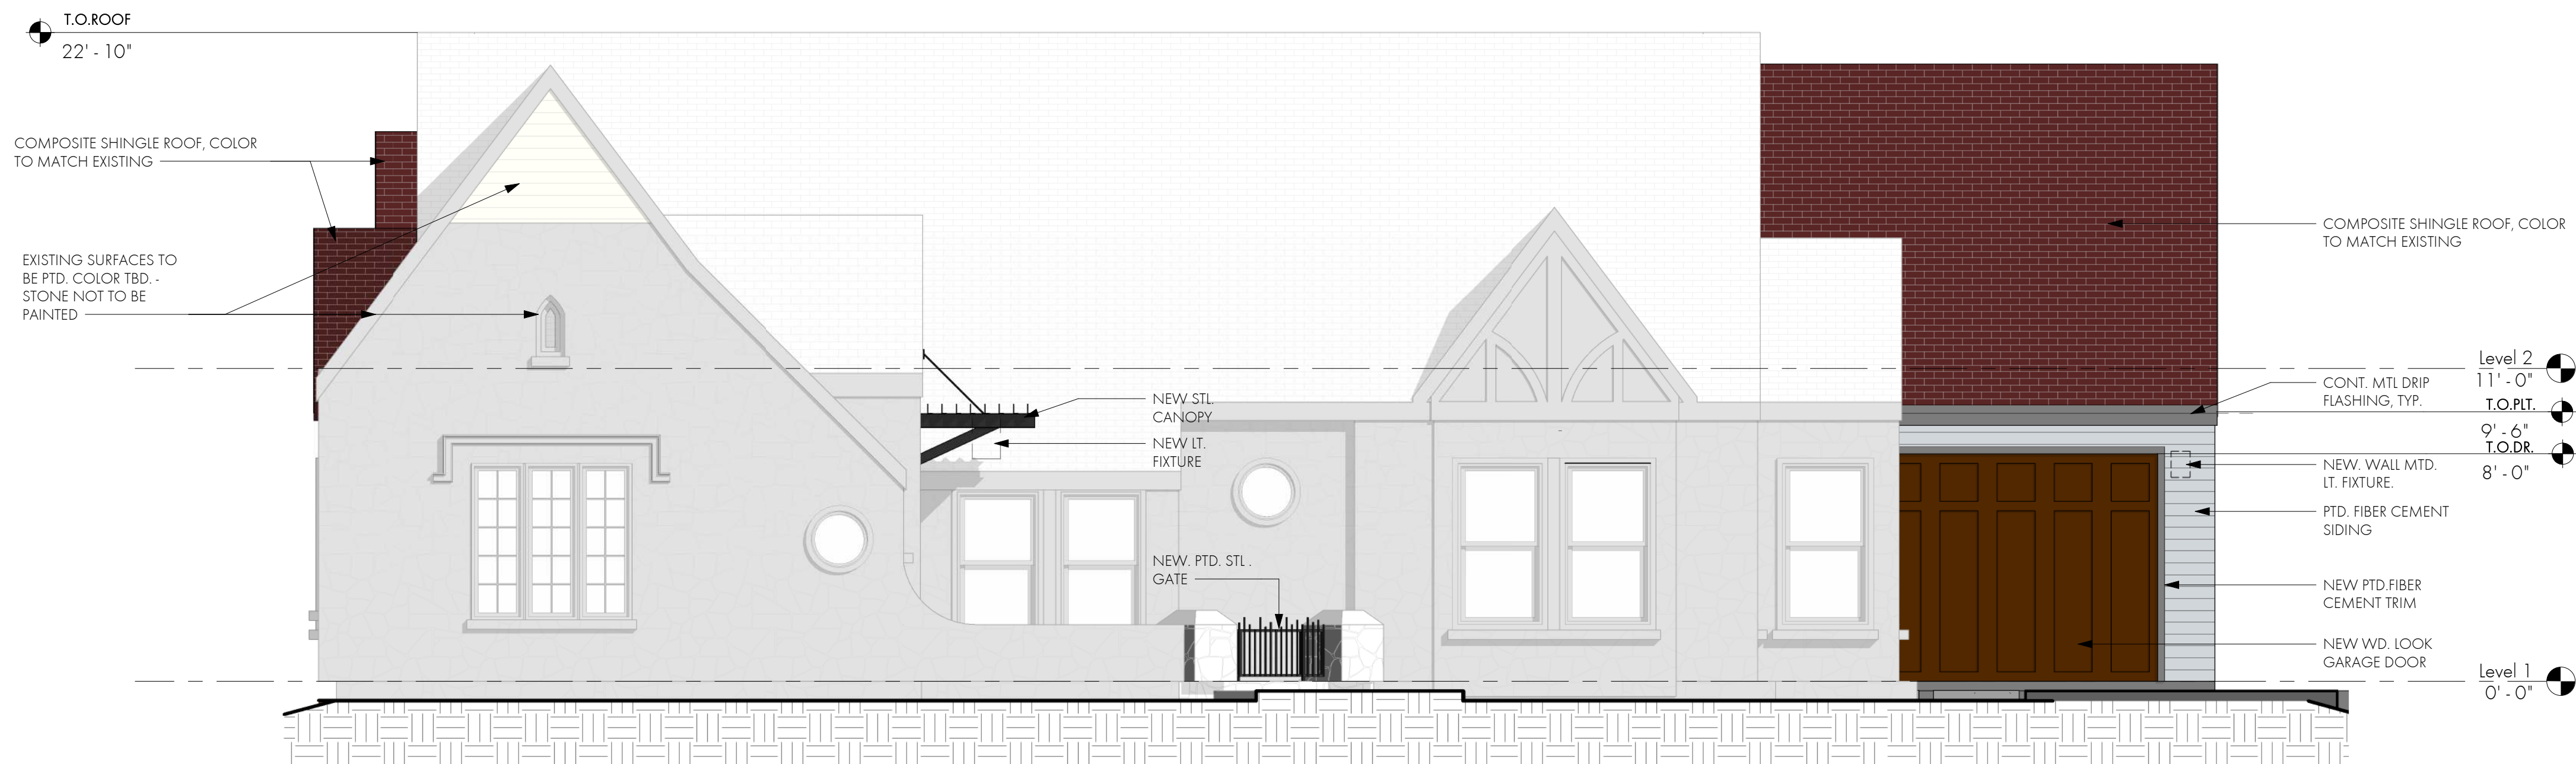 T.O.ROOF
22' - 10"
COMPOSITE SHINGLE ROOF, COLOR
TO MATCH EXISTING
EXISTING SURFACES TO
BE PTD. COLOR TBD. -
STONE NOT TO BE
PAINTED
NEW STL.
CANOPY
NEW LT.
FIXTURE
NEW. PTD. STL .
GATE
COMPOSITE SHINGLE ROOF, COLOR
TO MATCH EXISTING
Level 2
11' - 0"
CONT. MTL DRIP
FLASHING, TYP.
T.O.PLT.
9' - 6"
T.O.DR.
8' - 0"
NEW. WALL MTD.
LT. FIXTURE.
PTD. FIBER CEMENT
SIDING
NEW PTD.FIBER
CEMENT TRIM
NEW WD. LOOK
GARAGE DOOR
Level 1
0' - 0"